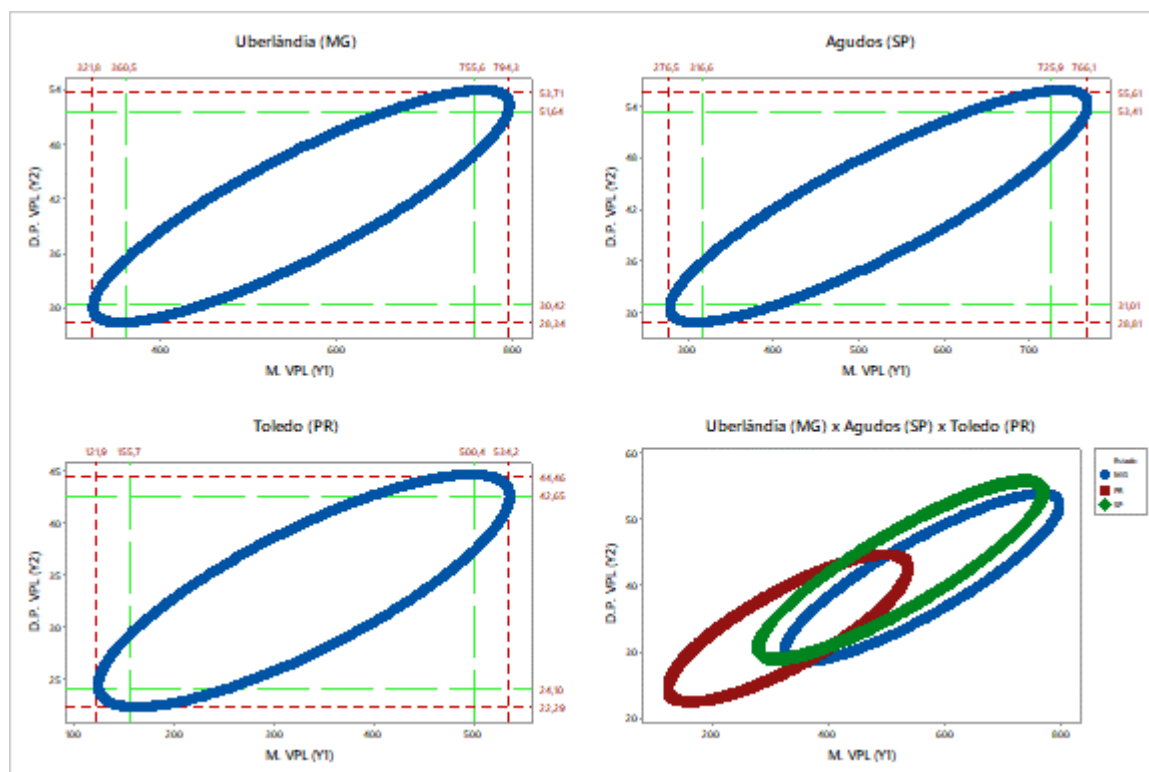 Uberlândia (MG)
321,8 360,5 755,6 794,3
54
48
42
36
30
53,71
51,64
30,42
28,34
D.P. VPL (Y2)
400 600 800
M. VPL (Y1)
Agudos (SP)
276,5 316,6 725,9 766,1
54
48
42
36
30
55,61
53,41
31,01
28,81
D.P. VPL (Y2)
300 400 500 600 700
M. VPL (Y1)
Toledo (PR)
121,9 155,7 500,4 534,2
45
40
35
30
25
44,46
42,65
24,10
22,29
D.P. VPL (Y2)
100 200 300 400 500
M. VPL (Y1)
Uberlândia (MG) x Agudos (SP) x Toledo (PR)
60
50
40
30
20
D.P. VPL (Y2)
200 400 600 800
M. VPL (Y1)
Estado
MG
PR
SP